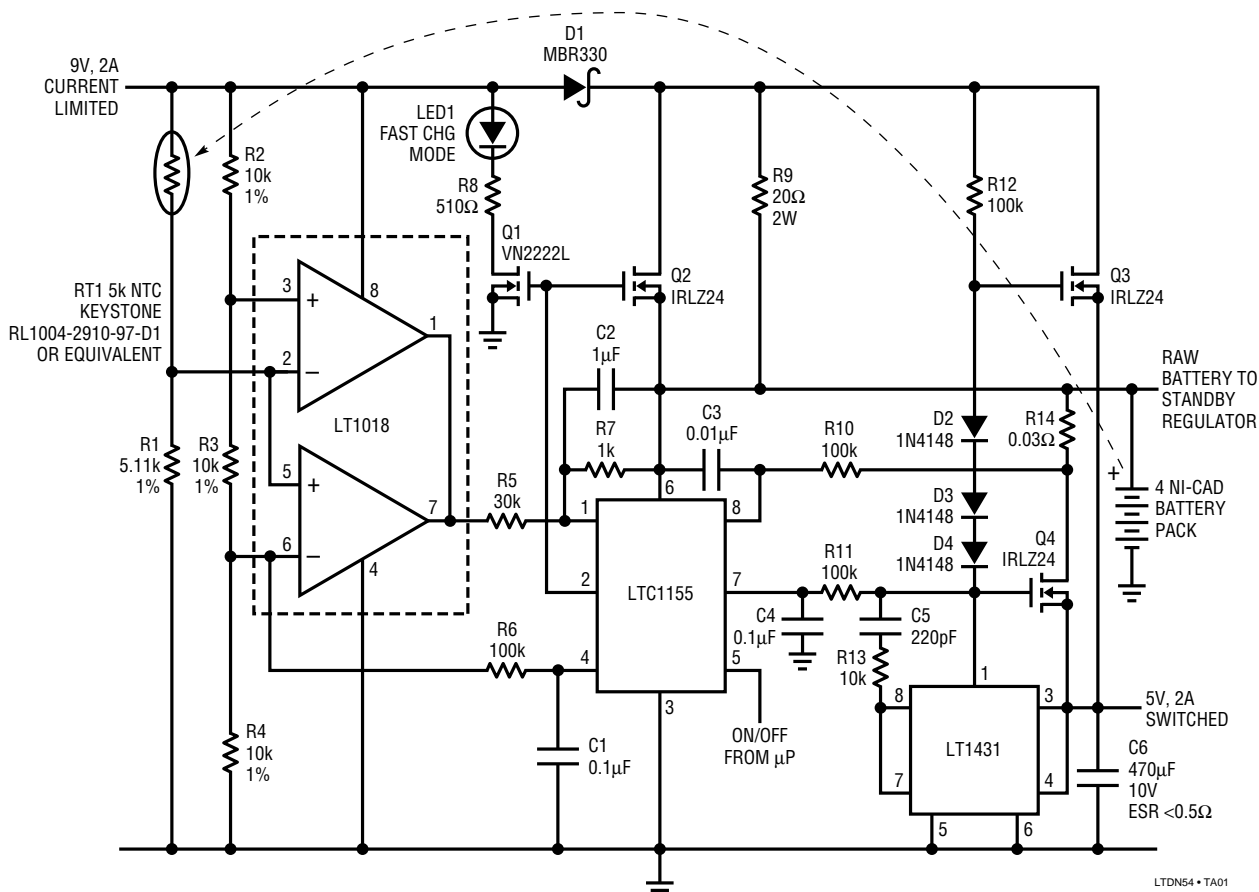 D1
MBR330
9V, 2A
CURRENT
LIMITED
LED1
FAST CHG
MODE
R2
10k
1%
R8
510Ω
R9
20Ω
2W
R12
100k
Q1
VN2222L
Q2
IRLZ24
Q3
IRLZ24
RT1 5k NTC
KEYSTONE
RL1004-2910-97-D1
OR EQUIVALENT
3
+
8
1
2
–
LT1018
C2
1µF
RAW
BATTERY TO
STANDBY
REGULATOR
R1
5.11k
1%
R3
10k
1%
5
+
7
6
–
4
R5
30k
R7
1k
C3
0.01µF
R10
100k
D2
1N4148
R14
0.03Ω
+
4 NI-CAD
BATTERY
PACK
D3
1N4148
D4
1N4148
Q4
IRLZ24
6
1
8
2
7
LTC1155
4
5
3
R11
100k
C4
0.1µF
C5
220pF
R13
10k
R6
100k
C1
0.1µF
ON/OFF
FROM µP
R4
10k
1%
1
8
3
LT1431
7
4
5
6
5V, 2A
SWITCHED
C6
470µF
10V
ESR <0.5Ω
LTDN54 • TA01